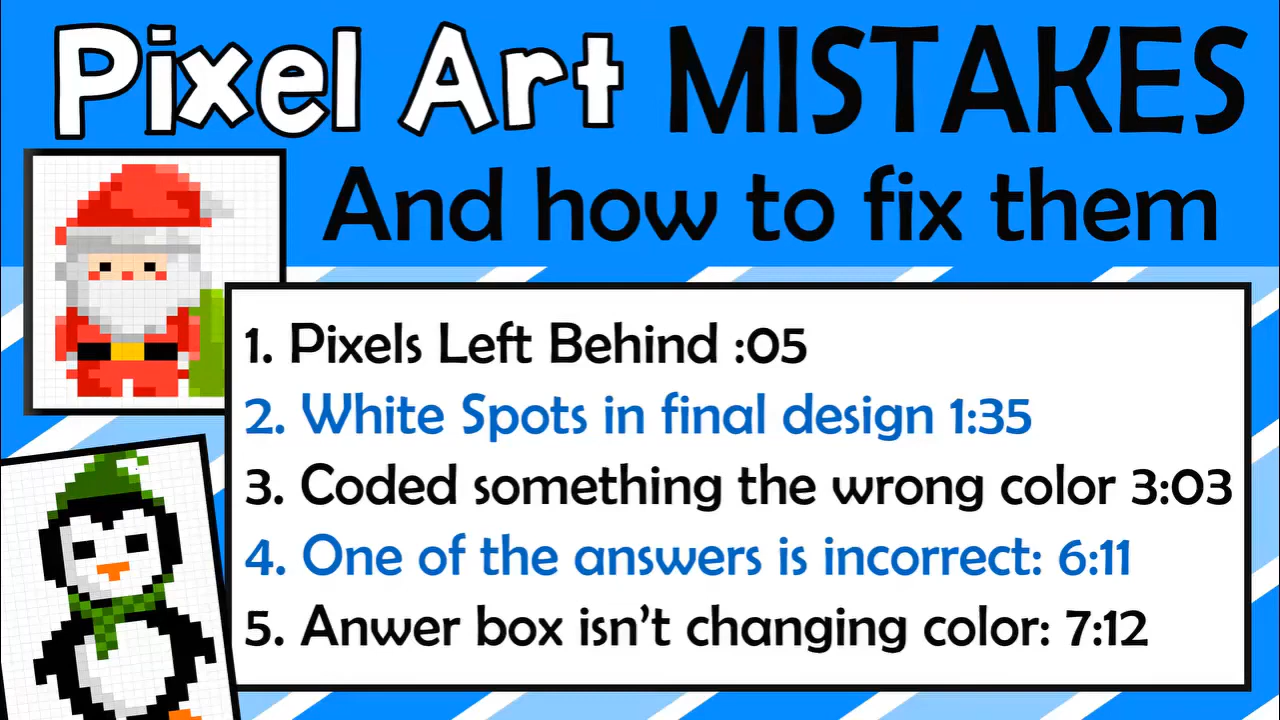 Pixel Art MISTAKES
And how to fix them
1. Pixels Left Behind :05
2. White Spots in final design 1:35
3. Coded something the wrong color 3:03
4. One of the answers is incorrect: 6:11
5. Anwer box isn't changing color: 7:12